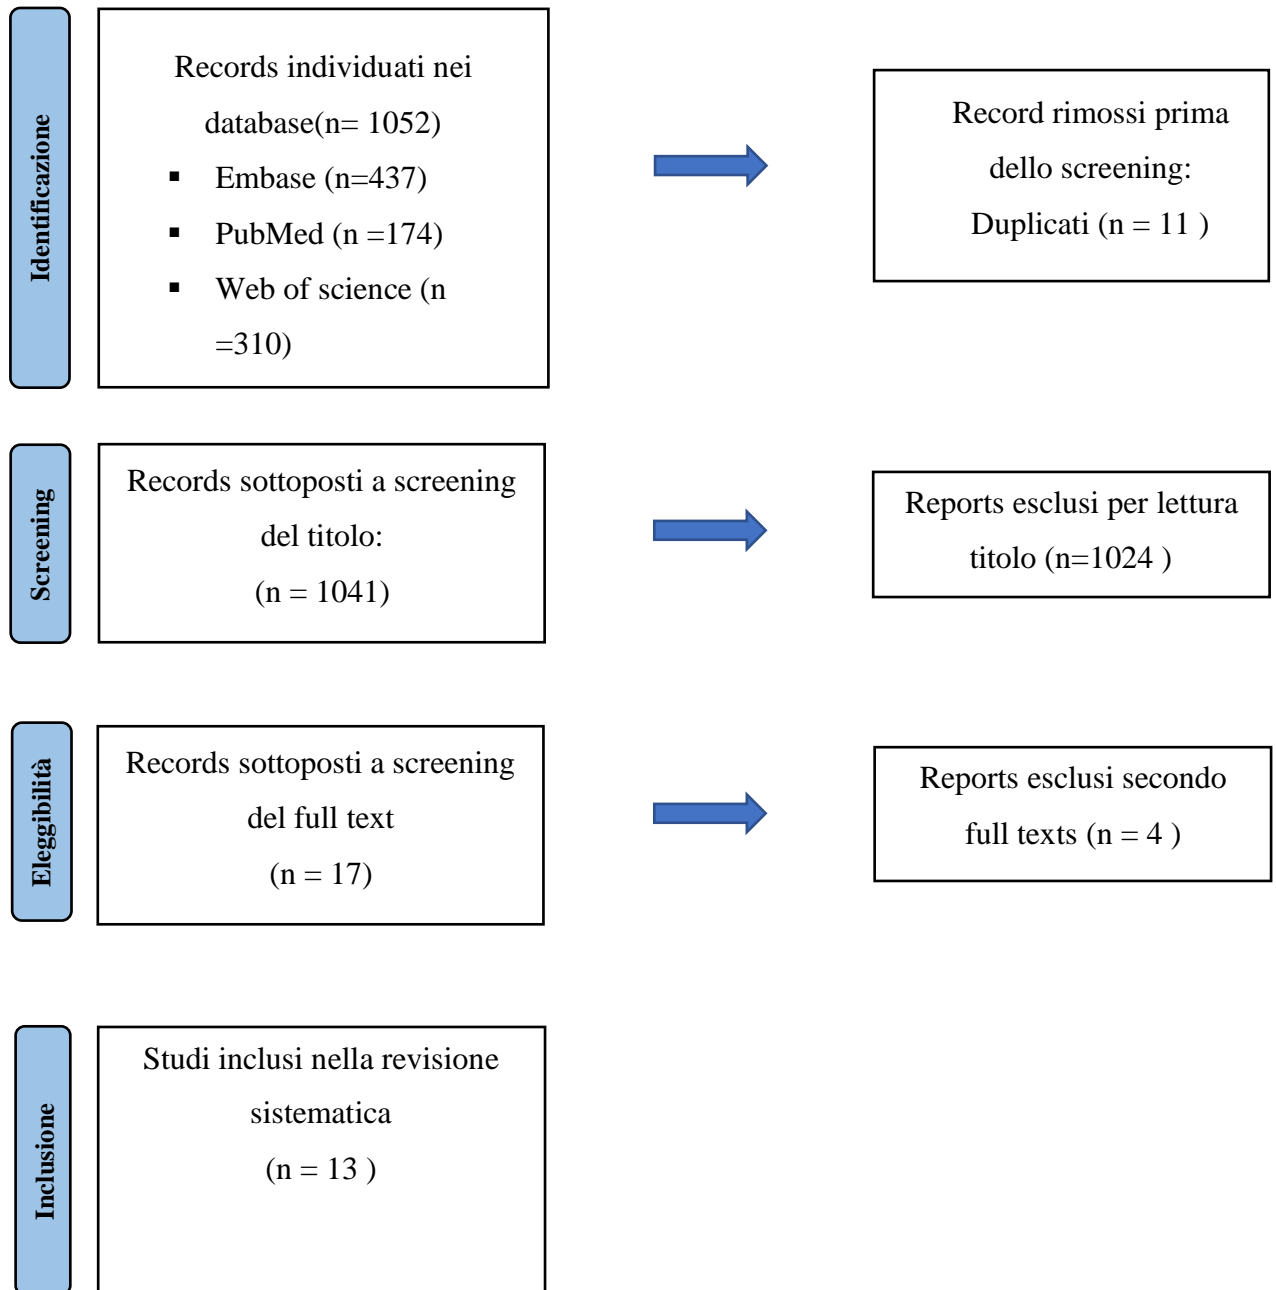 Identificazione
Records individuati nei
database(n= 1052)
▪ Embase (n=437)
▪ PubMed (n =174)
▪ Web of science (n
=310)
Record rimossi prima
dello screening:
Duplicati (n = 11 )
Screening
Records sottoposti a screening
del titolo:
(n = 1041)
Reports esclusi per lettura
titolo (n=1024 )
Eleggibilità
Records sottoposti a screening
del full text
(n = 17)
Reports esclusi secondo
full texts (n = 4 )
Inclusione
Studi inclusi nella revisione
sistematica
(n = 13 )